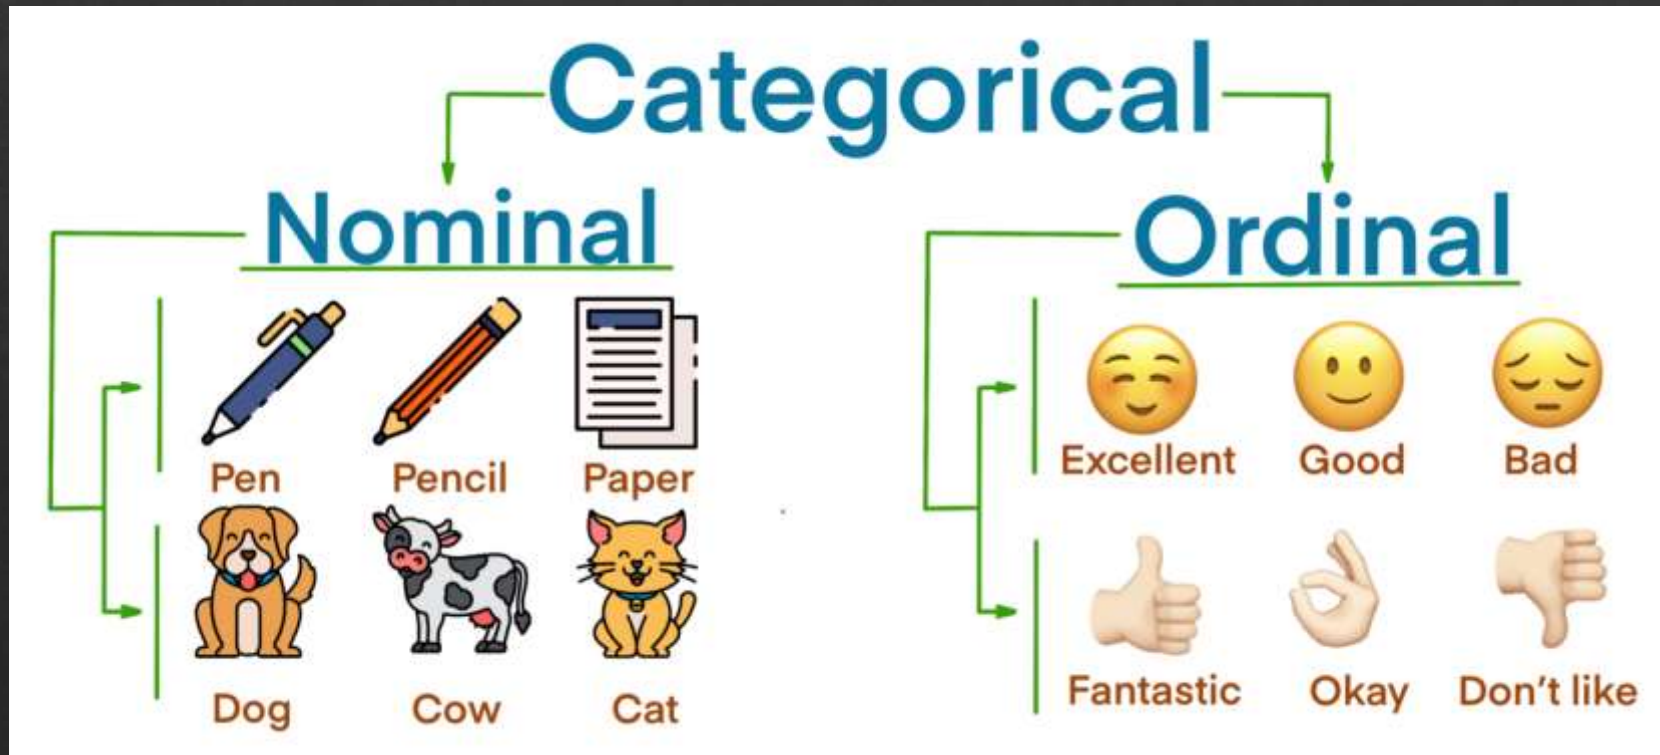 Categorical
Nominal
Pen Pencil Paper
Dog Cow Cat
Ordinal
Excellent Good Bad
Fantastic Okay Don't like